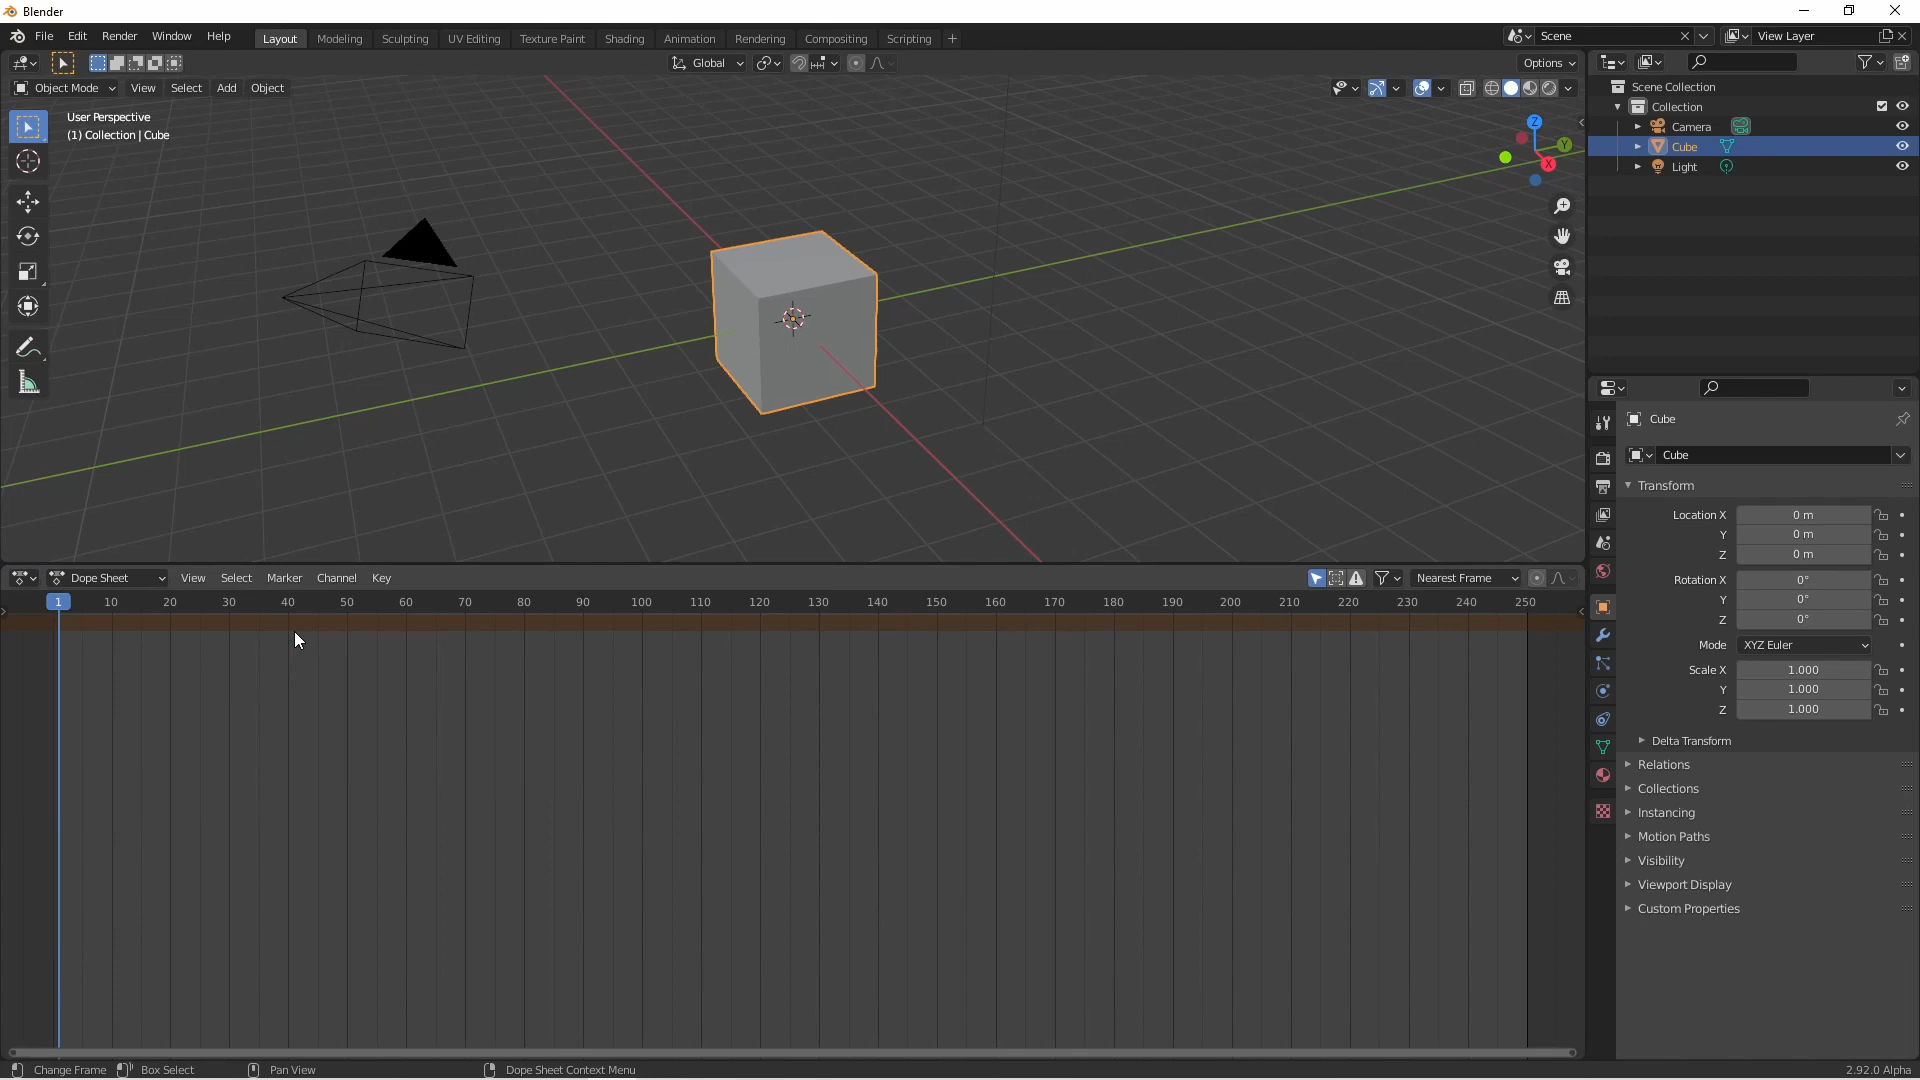 Blender
File Edit Render Window Help Layout Modeling Sculpting UV Editing Texture Paint Shading Animation Rendering Compositing Scripting + Scene View Layer
Global Options
Object Mode View Select Add Object
User Perspective
(1) Collection | Cube
Z
Y
X
Scene Collection
Collection
Camera
Cube
Light
Cube
Cube
Transform
Location X 0 m
Y 0 m
Z 0 m
Rotation X 0°
Y 0°
Z 0°
Mode XYZ Euler
Scale X 1.000
Y 1.000
Z 1.000
Delta Transform
Relations
Collections
Instancing
Motion Paths
Visibility
Viewport Display
Custom Properties
Dope Sheet View Select Marker Channel Key Nearest Frame
1 10 20 30 40 50 60 70 80 90 100 110 120 130 140 150 160 170 180 190 200 210 220 230 240 250
Change Frame Box Select Pan View Dope Sheet Context Menu 2.92.0 Alpha